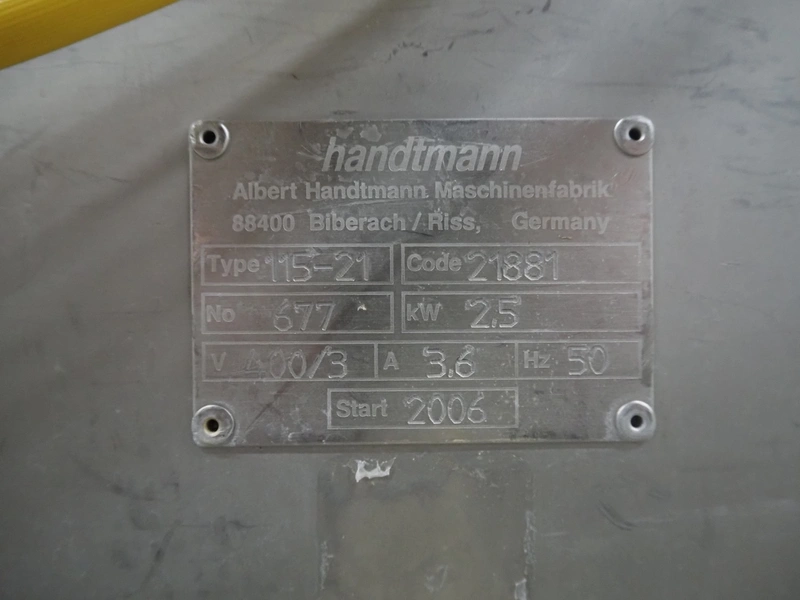 handtmann
Albert Handtmann Maschinenfabrik
88400 Biberach / Riss, Germany
Type 115-21 Code 21881
No 677 kW 2.5
V 400/3 A 3.6 Hz 50
Start 2006